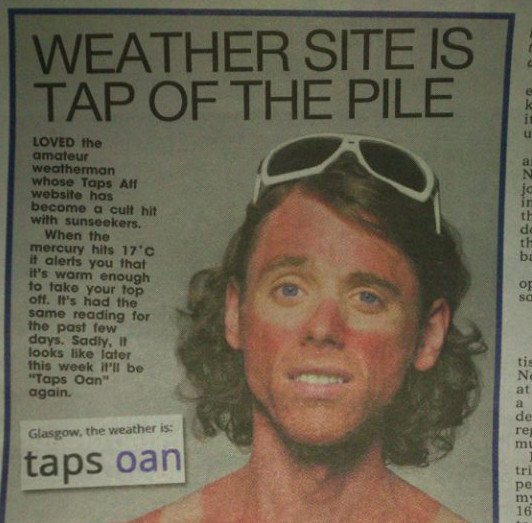 WEATHER SITE IS
TAP OF THE PILE
LOVED the
amateur
weatherman
whose Taps Aff
website has
become a cult hit
with sunseekers.
When the
mercury hits 17˚C
it alerts you that
it's warm enough
to take your top
off. It's had the
same reading for
the past few
days. Sadly, it
looks like later
this week it'll be
"Taps Oan"
again.
Glasgow, the weather is:
taps oan